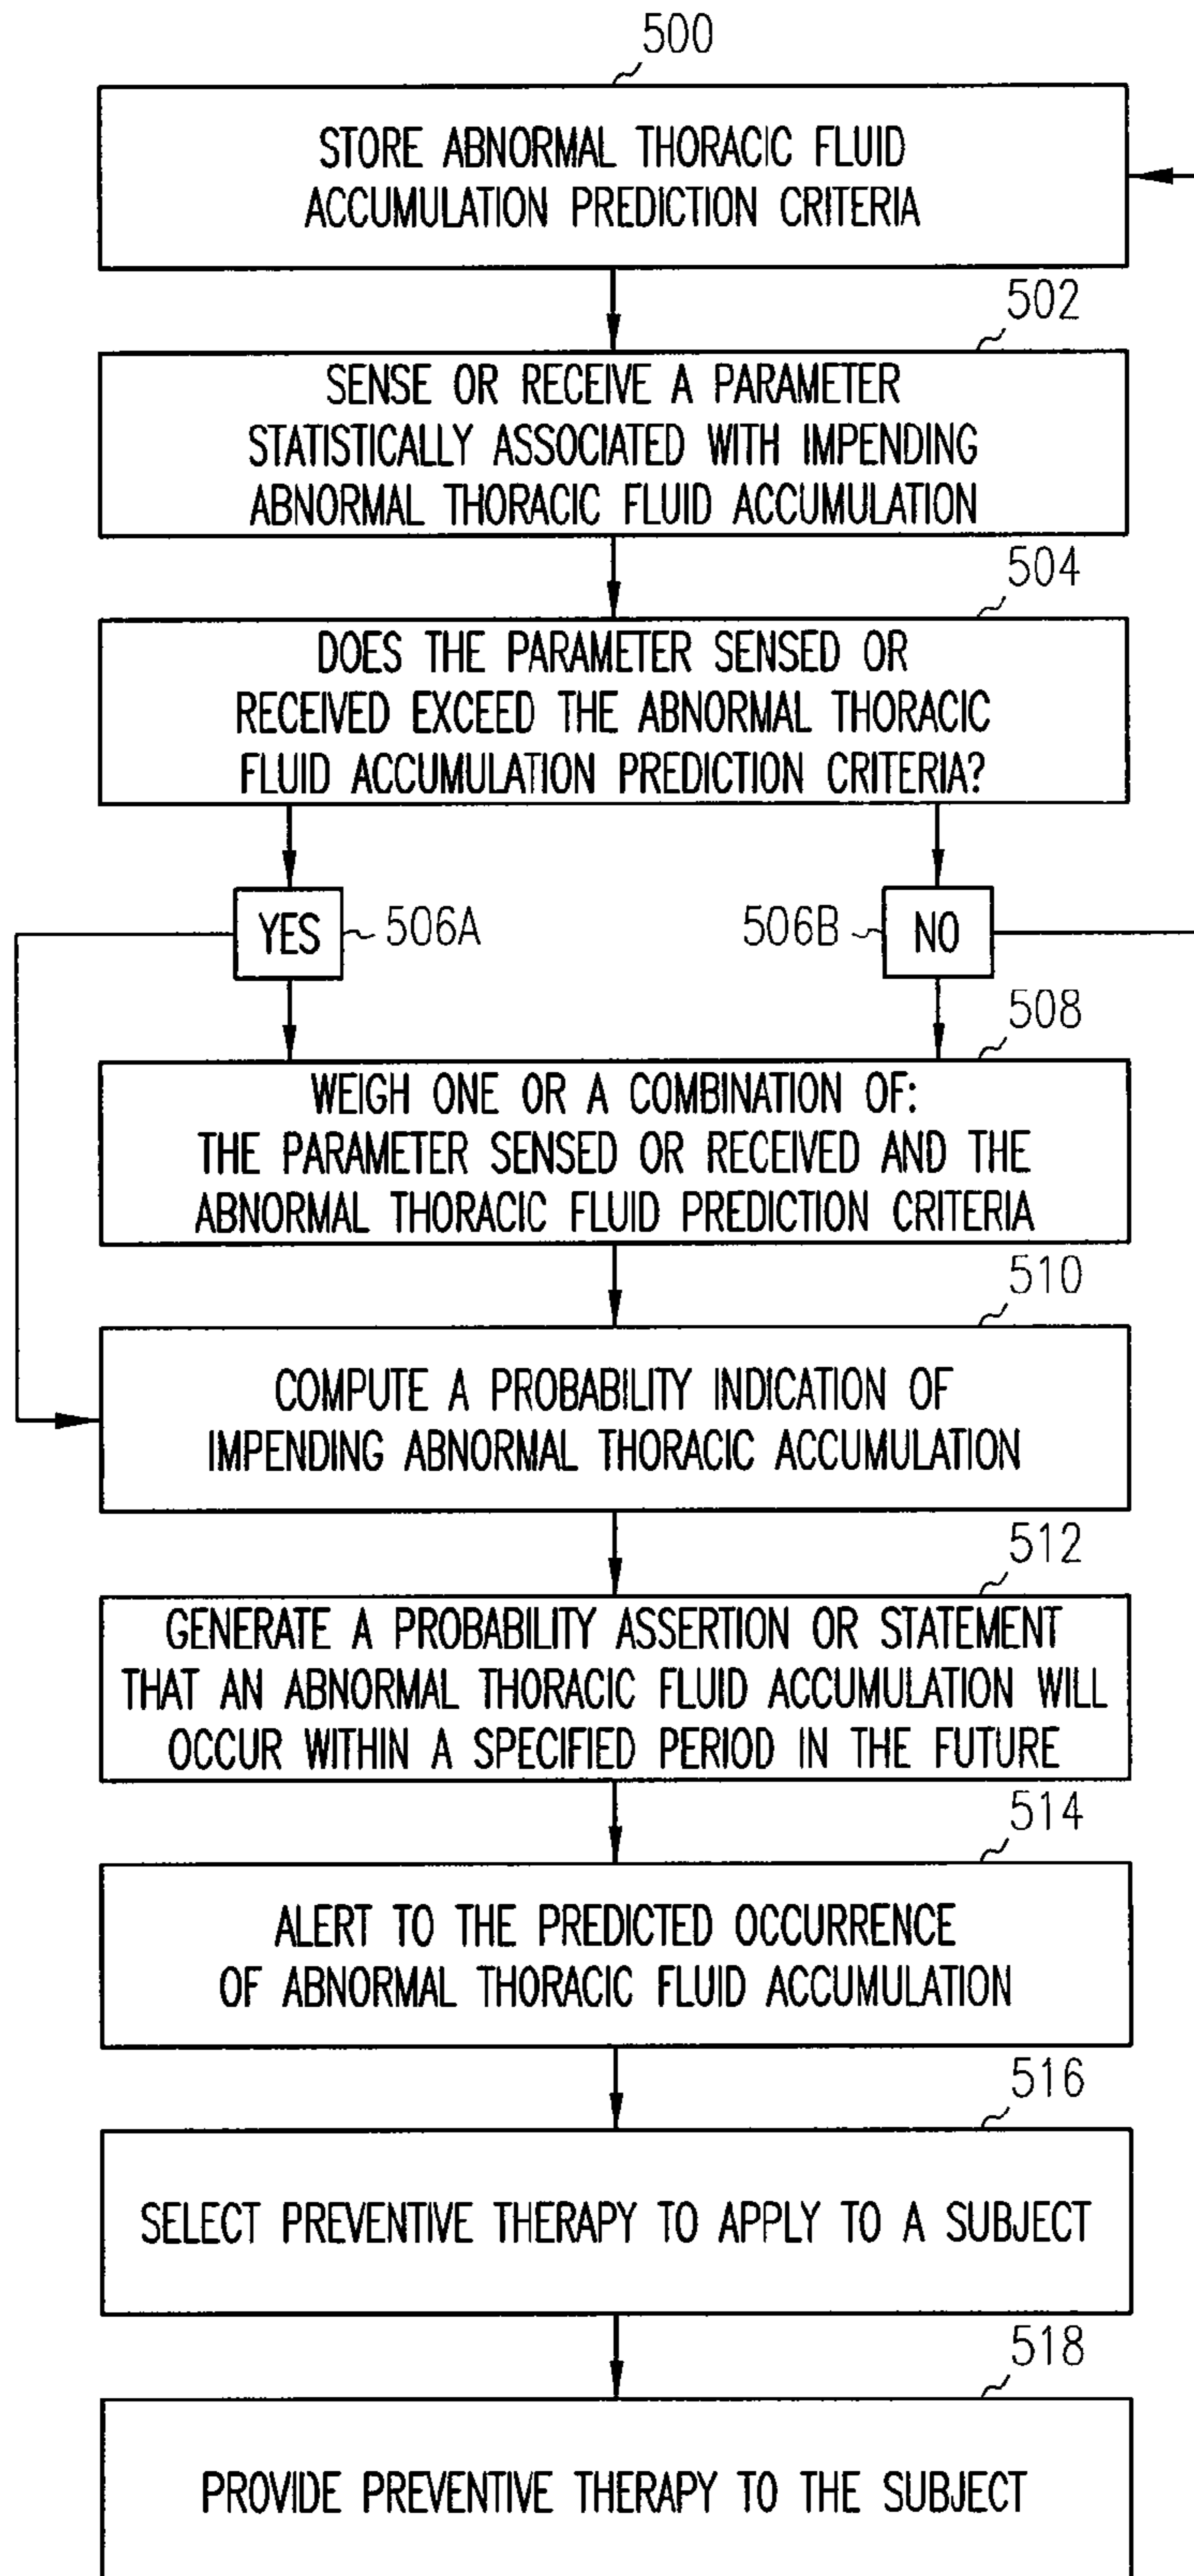 500
STORE ABNORMAL THORACIC FLUID
ACCUMULATION PREDICTION CRITERIA
502
SENSE OR RECEIVE A PARAMETER
STATISTICALLY ASSOCIATED WITH IMPENDING
ABNORMAL THORACIC FLUID ACCUMULATION
504
DOES THE PARAMETER SENSED OR
RECEIVED EXCEED THE ABNORMAL THORACIC
FLUID ACCUMULATION PREDICTION CRITERIA?
YES 506A 506B NO
508
WEIGH ONE OR A COMBINATION OF:
THE PARAMETER SENSED OR RECEIVED AND THE
ABNORMAL THORACIC FLUID PREDICTION CRITERIA
510
COMPUTE A PROBABILITY INDICATION OF
IMPENDING ABNORMAL THORACIC ACCUMULATION
512
GENERATE A PROBABILITY ASSERTION OR STATEMENT
THAT AN ABNORMAL THORACIC FLUID ACCUMULATION WILL
OCCUR WITHIN A SPECIFIED PERIOD IN THE FUTURE
514
ALERT TO THE PREDICTED OCCURRENCE
OF ABNORMAL THORACIC FLUID ACCUMULATION
516
SELECT PREVENTIVE THERAPY TO APPLY TO A SUBJECT
518
PROVIDE PREVENTIVE THERAPY TO THE SUBJECT